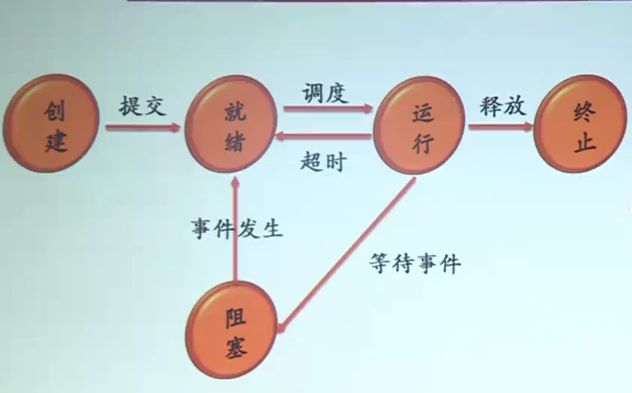 创建
提交
就绪
调度
超时
运行
释放
终止
事件发生
等待事件
阻塞